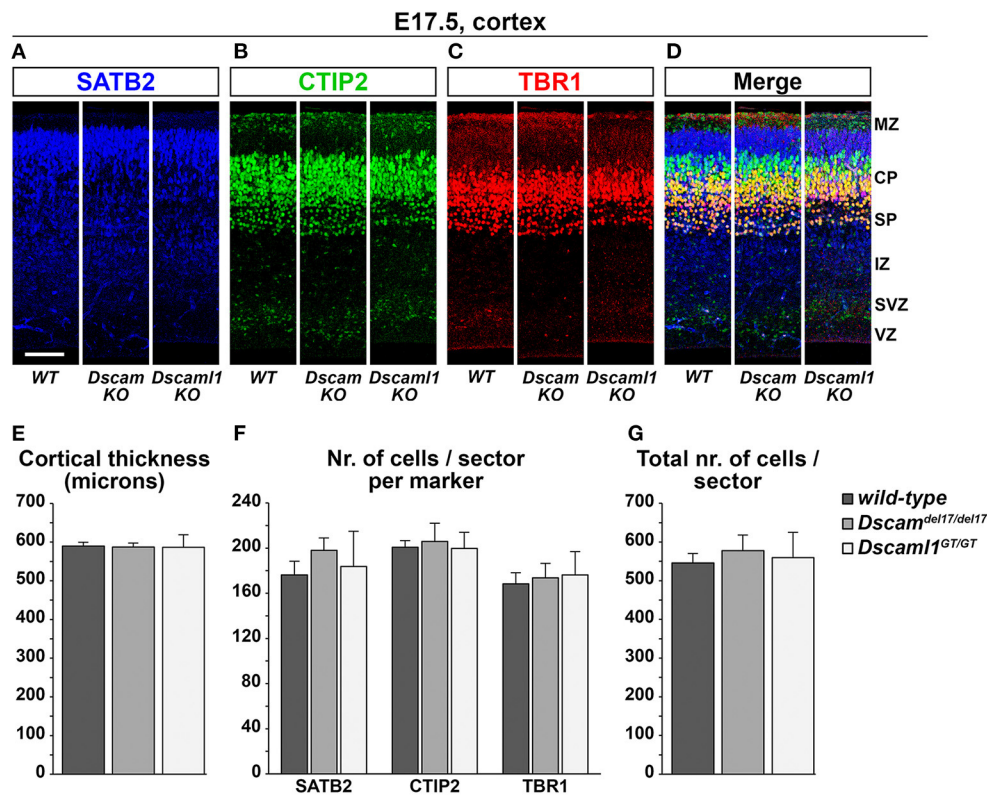 E17.5, cortex
A B C D
SATB2 CTIP2 TBR1 Merge
MZ
CP
SP
IZ
SVZ
VZ
WT Dscam KO Dscaml1 KO WT Dscam KO Dscaml1 KO WT Dscam KO Dscaml1 KO WT Dscam KO Dscaml1 KO
E
Cortical thickness
(microns)
700
600
500
400
300
200
100
0
F
Nr. of cells / sector
per marker
240
200
160
120
80
40
0
SATB2 CTIP2 TBR1
G
Total nr. of cells /
sector
700
600
500
400
300
200
100
0
wild-type
Dscam^del17/del17
Dscaml1^GT/GT